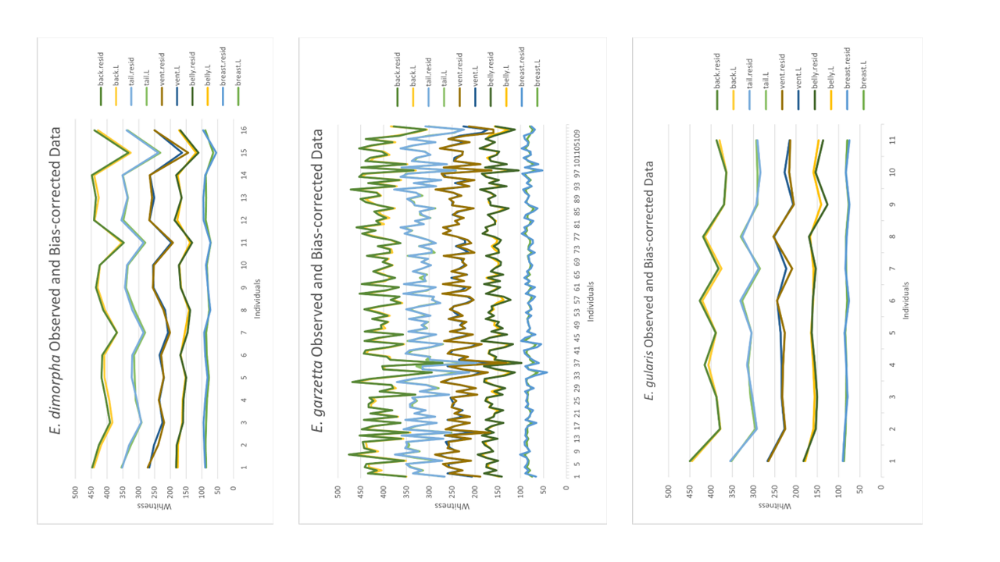 E. dimorpha Observed and Bias-corrected Data
500
450
400
350
300
250
200
150
100
50
0
Whitness
1 2 3 4 5 6 7 8 9 10 11 12 13 14 15 16
Individuals
back.resid
back.L
tail.resid
tail.L
vent.resid
vent.L
belly.resid
belly.L
breast.resid
breast.L
E. garzetta Observed and Bias-corrected Data
500
450
400
350
300
250
200
150
100
50
0
Whitness
1 5 9 13 17 21 25 29 33 37 41 45 49 53 57 61 65 69 73 77 81 85 89 93 97 101 105 109
Individuals
back.resid
back.L
tail.resid
tail.L
vent.resid
vent.L
belly.resid
belly.L
breast.resid
breast.L
E. gularis Observed and Bias-corrected Data
500
450
400
350
300
250
200
150
100
50
0
Whitness
1 2 3 4 5 6 7 8 9 10 11
Individuals
back.resid
back.L
tail.resid
tail.L
vent.resid
vent.L
belly.resid
belly.L
breast.resid
breast.L